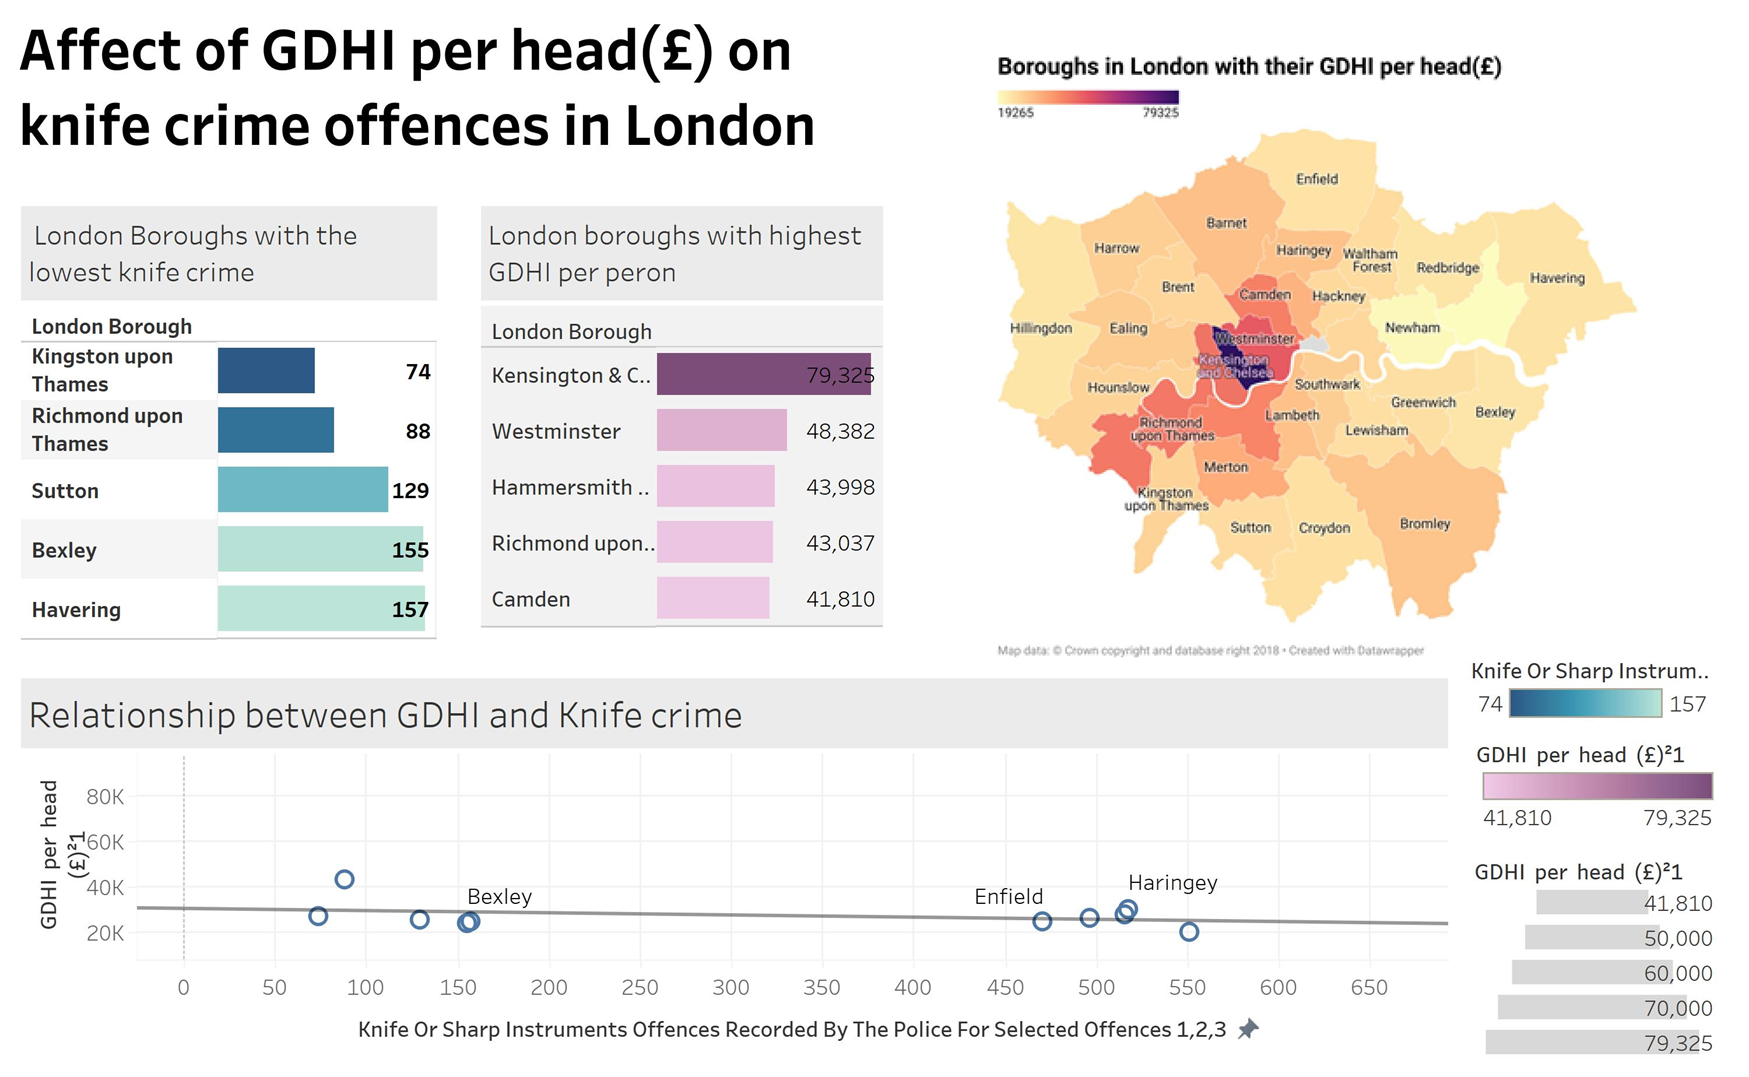 Affect of GDHI per head(£) on
knife crime offences in London
London Boroughs with the
lowest knife crime
London Borough
Kingston upon
Thames
74
Richmond upon
Thames
88
Sutton
129
Bexley
155
Havering
157
London boroughs with highest
GDHI per peron
London Borough
Kensington & C..
79,325
Westminster
48,382
Hammersmith ..
43,998
Richmond upon..
43,037
Camden
41,810
Boroughs in London with their GDHI per head(£)
19265
79325
Enfield
Barnet
Harrow
Haringey
Waltham
Forest
Redbridge
Havering
Brent
Camden
Hackney
Hillingdon
Ealing
Newham
Westminster
Kensington
and Chelsea
Hounslow
Southwark
Greenwich
Bexley
Richmond
upon Thames
Lambeth
Lewisham
Merton
Kingston
upon Thames
Sutton
Croydon
Bromley
Map data: © Crown copyright and database right 2018 • Created with Datawrapper
Relationship between GDHI and Knife crime
GDHI per head
(£)²1
80K
60K
40K
20K
Bexley
Enfield
Haringey
0 50 100 150 200 250 300 350 400 450 500 550 600 650
Knife Or Sharp Instruments Offences Recorded By The Police For Selected Offences 1,2,3
Knife Or Sharp Instrum..
74
157
GDHI per head (£)²1
41,810
79,325
GDHI per head (£)²1
41,810
50,000
60,000
70,000
79,325